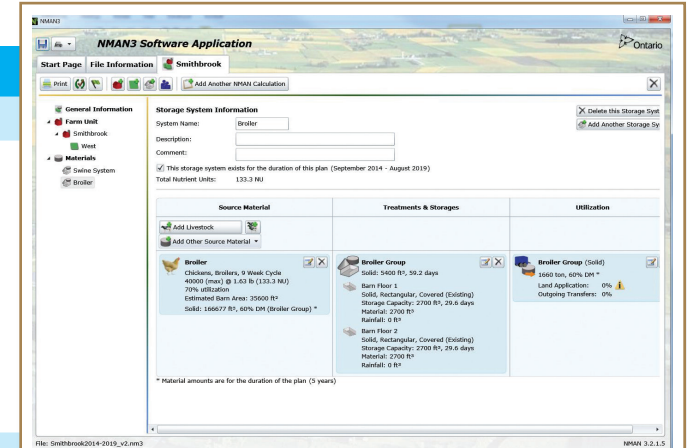 NMAN3
NMAN3 Software Application
Ontario
Start Page
File Information
Smithbrook
Print
Add Another NMAN Calculation
General Information
Farm Unit
Smithbrook
West
Materials
Swine System
Broiler
Storage System Information
System Name: Broiler
Description:
Comment:
This storage system exists for the duration of this plan (September 2014 - August 2019)
Total Nutrient Units: 133.3 NU
Delete this Storage Syst
Add Another Storage Sy
Source Material
Add Livestock
Add Other Source Material
Broiler
Chickens, Broilers, 9 Week Cycle
40000 (max) @ 1.63 lb (133.3 NU)
70% utilization
Estimated Barn Area: 35600 ft²
Solid: 166677 ft³, 60% DM (Broiler Group) *
Treatments & Storages
Broiler Group
Solid: 5400 ft³, 59.2 days
Barn Floor 1
Solid, Rectangular, Covered (Existing)
Storage Capacity: 2700 ft³, 29.6 days
Material: 2700 ft³
Rainfall: 0 ft³
Barn Floor 2
Solid, Rectangular, Covered (Existing)
Storage Capacity: 2700 ft³, 29.6 days
Material: 2700 ft³
Rainfall: 0 ft³
Utilization
Broiler Group (Solid)
1660 ton, 60% DM *
Land Application: 0%
Outgoing Transfers: 0%
* Material amounts are for the duration of the plan (5 years)
File: Smithbrook2014-2019_v2.nm3
NMAN 3.2.1.5